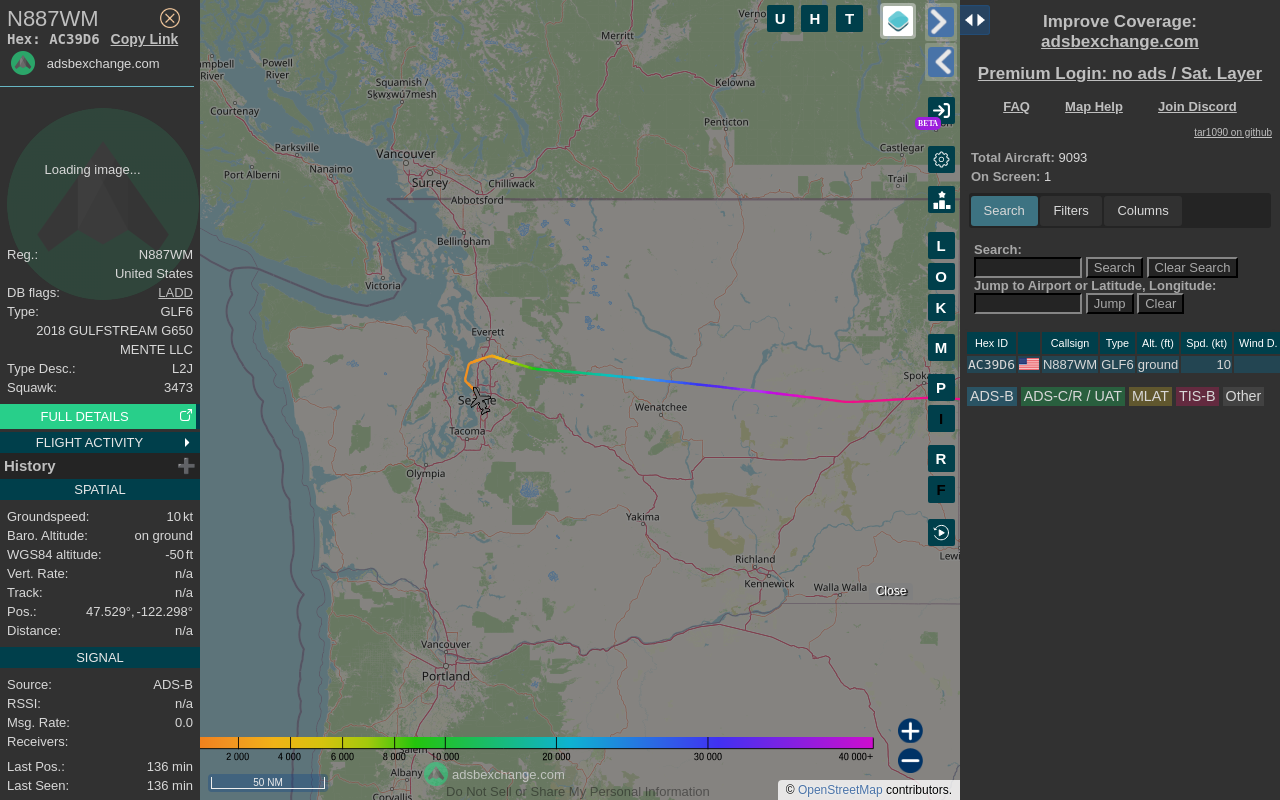 N887WM
Hex: AC39D6 Copy Link
adsbexchange.com
Loading image...
Reg.: N887WM
United States
DB flags: LADD
Type: GLF6
2018 GULFSTREAM G650
MENTE LLC
Type Desc.: L2J
Squawk: 3473
FULL DETAILS
FLIGHT ACTIVITY
History
SPATIAL
Groundspeed: 10 kt
Baro. Altitude: on ground
WGS84 altitude: -50 ft
Vert. Rate: n/a
Track: n/a
Pos.: 47.529°, -122.298°
Distance: n/a
SIGNAL
Source: ADS-B
RSSI: n/a
Msg. Rate: 0.0
Receivers:
Last Pos.: 136 min
Last Seen: 136 min
U H T
Merritt
Powell
River
River
Squamish /
Sḵwx̱wú7mesh
Kelowna
Courtenay
Penticton
Parksville
Vancouver
Castlegar
Port Alberni
Nanaimo
Surrey
Chilliwack
Trail
Abbotsford
Bellingham
Victoria
Everett
Wenatchee
Tacoma
Olympia
Yakima
Richland
Kennewick
Walla Walla
Vancouver
Portland
Albany
Corvallis
BETA
L
O
K
M
P
I
R
F
Close
2 000 4 000 6 000 8 000 10 000 20 000 30 000 40 000+
50 NM
adsbexchange.com
Do Not Sell or Share My Personal Information
© OpenStreetMap contributors.
Improve Coverage:
adsbexchange.com
Premium Login: no ads / Sat. Layer
FAQ Map Help Join Discord
tar1090 on github
Total Aircraft: 9093
On Screen: 1
Search Filters Columns
Search:
Search Clear Search
Jump to Airport or Latitude, Longitude:
Jump Clear
Hex ID Callsign Type Alt. (ft) Spd. (kt) Wind D.
AC39D6 N887WM GLF6 ground 10
ADS-B ADS-C/R / UAT MLAT TIS-B Other